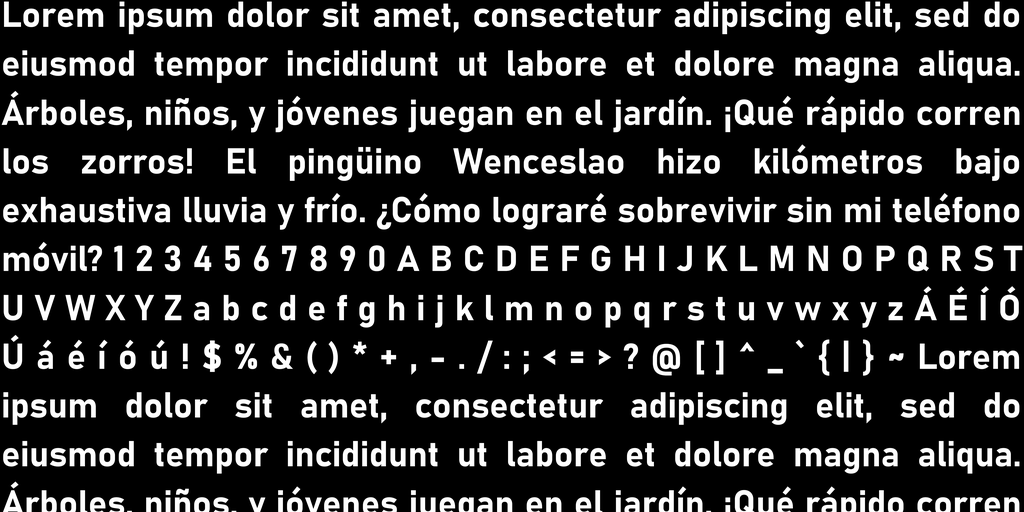 Lorem ipsum dolor sit amet, consectetur adipiscing elit, sed do
eiusmod tempor incididunt ut labore et dolore magna aliqua.
Árboles, niños, y jóvenes juegan en el jardín. ¡Qué rápido corren
los zorros! El pingüino Wenceslao hizo kilómetros bajo
exhaustiva lluvia y frío. ¿Cómo lograré sobrevivir sin mi teléfono
móvil? 1 2 3 4 5 6 7 8 9 0 A B C D E F G H I J K L M N O P Q R S T
U V W X Y Z a b c d e f g h i j k l m n o p q r s t u v w x y z Á É Í Ó
Ú á é í ó ú ! $ % & ( ) * + , - . / : ; < = > ? @ [ ] ^ _ ` { | } ~ Lorem
ipsum dolor sit amet, consectetur adipiscing elit, sed do
eiusmod tempor incididunt ut labore et dolore magna aliqua.
Árboles, niños, y jóvenes juegan en el jardín. ¡Qué rápido corren